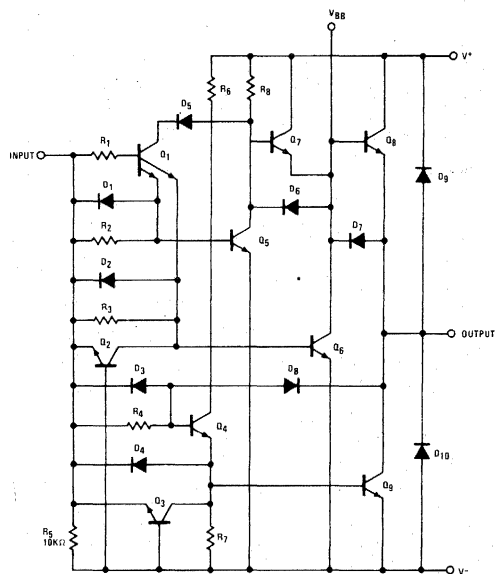 V_BB
V+
R6
R8
D5
INPUT
R1
Q1
Q7
Q8
D9
D1
D6
R2
Q5
D7
D2
R3
OUTPUT
Q2
Q6
D3
D8
R4
Q4
D4
D10
Q9
Q3
R5
10KΩ
R7
V-